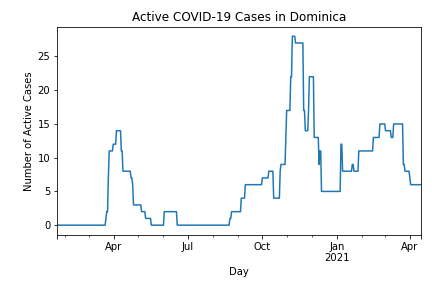 Active COVID-19 Cases in Dominica
Number of Active Cases
25
20
15
10
5
0
Apr
Jul
Oct
Jan
2021
Apr
Day